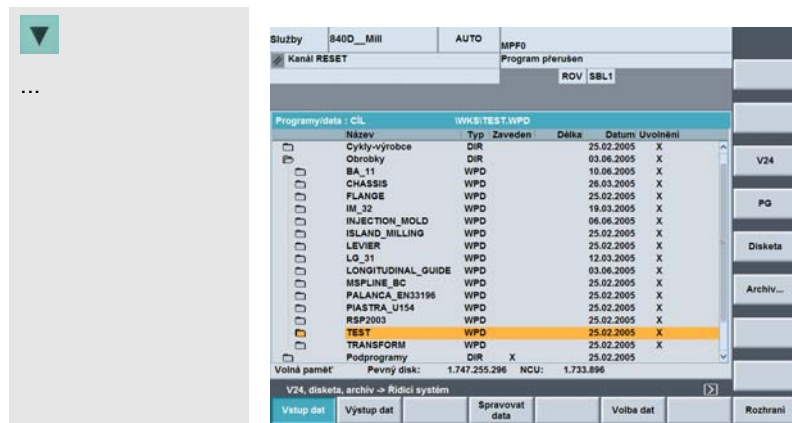 ...
Služby 840D__Mill AUTO MPF0
Kanál RESET Program přerušen
ROV SBL1
Programy/data : CÍL \WKS\TEST.WPD
Název Typ Zaveden Délka Datum Uvolnění
Cykly-výrobce DIR 25.02.2005 X
Obrobky DIR 03.06.2005 X
BA_11 WPD 10.06.2005 X
CHASSIS WPD 26.03.2005 X
FLANGE WPD 25.02.2005 X
IM_32 WPD 19.03.2005 X
INJECTION_MOLD WPD 06.06.2005 X
ISLAND_MILLING WPD 25.02.2005 X
LEVIER WPD 25.02.2005 X
LG_31 WPD 12.03.2005 X
LONGITUDINAL_GUIDE WPD 03.06.2005 X
MSPLINE_BC WPD 25.02.2005 X
PALANCA_EN33196 WPD 25.02.2005 X
PIASTRA_U154 WPD 25.02.2005 X
RSP2003 WPD 25.02.2005 X
TEST WPD 25.02.2005 X
TRANSFORM WPD 25.02.2005 X
Podprogramy DIR X 25.02.2005
Volná paměť Pevný disk: 1.747.255.296 NCU: 1.733.896
V24, disketa, archiv -> Řídicí systém
Vstup dat Výstup dat Spravovat data Volba dat Rozhraní
V24
PG
Disketa
Archiv...